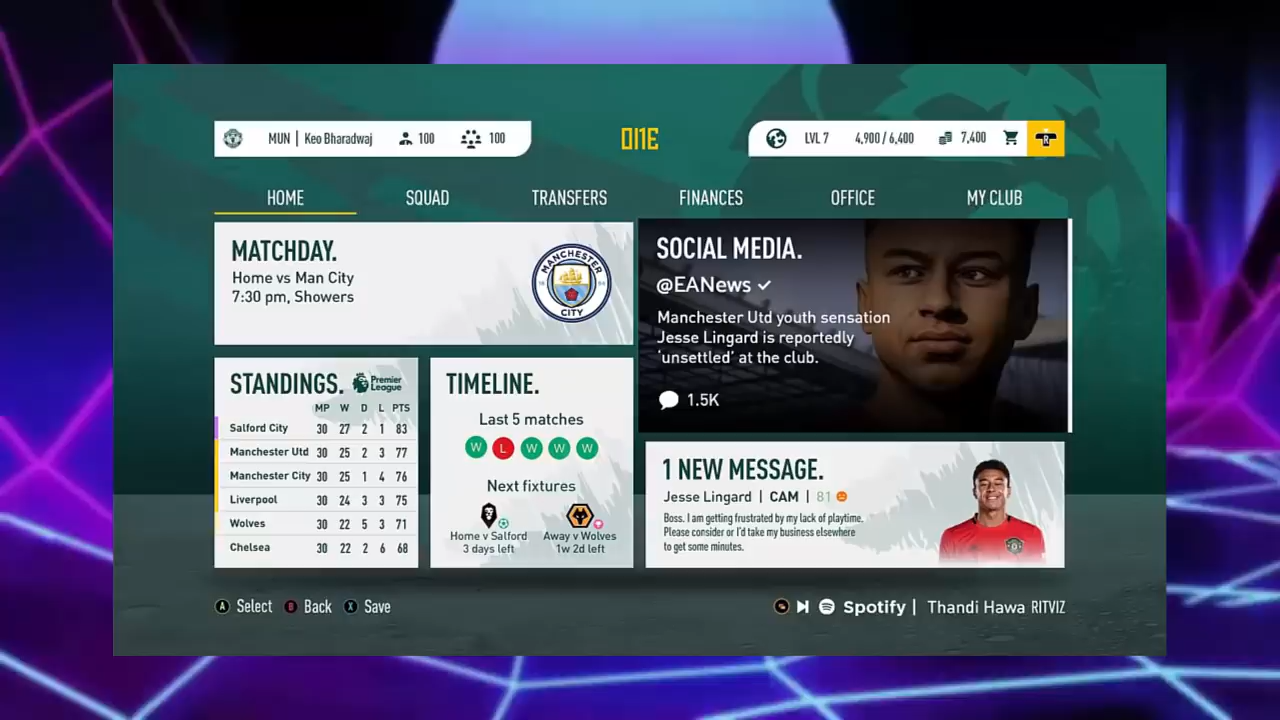 MUN | Keo Bharadwaj 100 100
LVL 7 4,900 / 6,400 7,400
R
HOME SQUAD TRANSFERS FINANCES OFFICE MY CLUB
MATCHDAY.
Home vs Man City
7:30 pm, Showers
MANCHESTER
18 94
CITY
SOCIAL MEDIA.
@EANews
Manchester Utd youth sensation
Jesse Lingard is reportedly
'unsettled' at the club.
1.5K
STANDINGS. Premier League
MP W D L PTS
Salford City 30 27 2 1 83
Manchester Utd 30 25 2 3 77
Manchester City 30 25 1 4 76
Liverpool 30 24 3 3 75
Wolves 30 22 5 3 71
Chelsea 30 22 2 6 68
TIMELINE.
Last 5 matches
W L W W W
Next fixtures
Home v Salford
3 days left
Away v Wolves
1w 2d left
1 NEW MESSAGE.
Jesse Lingard | CAM | 81
Boss. I am getting frustrated by my lack of playtime.
Please consider or I'd take my business elsewhere
to get some minutes.
A Select B Back X Save
Spotify | Thandi Hawa RITVIZ